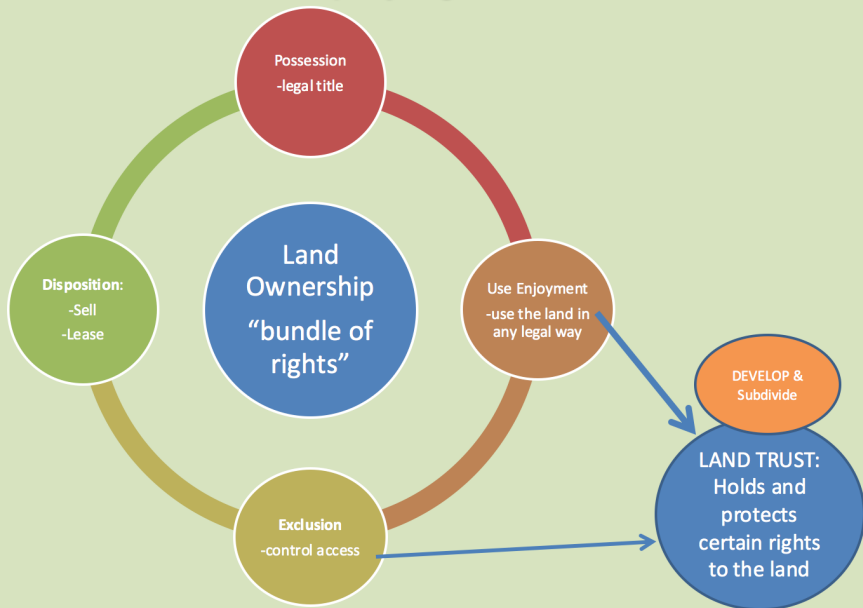 Possession
-legal title
Land
Ownership
“bundle of
rights”
Disposition:
-Sell
-Lease
Use Enjoyment
-use the land in
any legal way
DEVELOP &
Subdivide
LAND TRUST:
Holds and
protects
certain rights
to the land
Exclusion
-control access